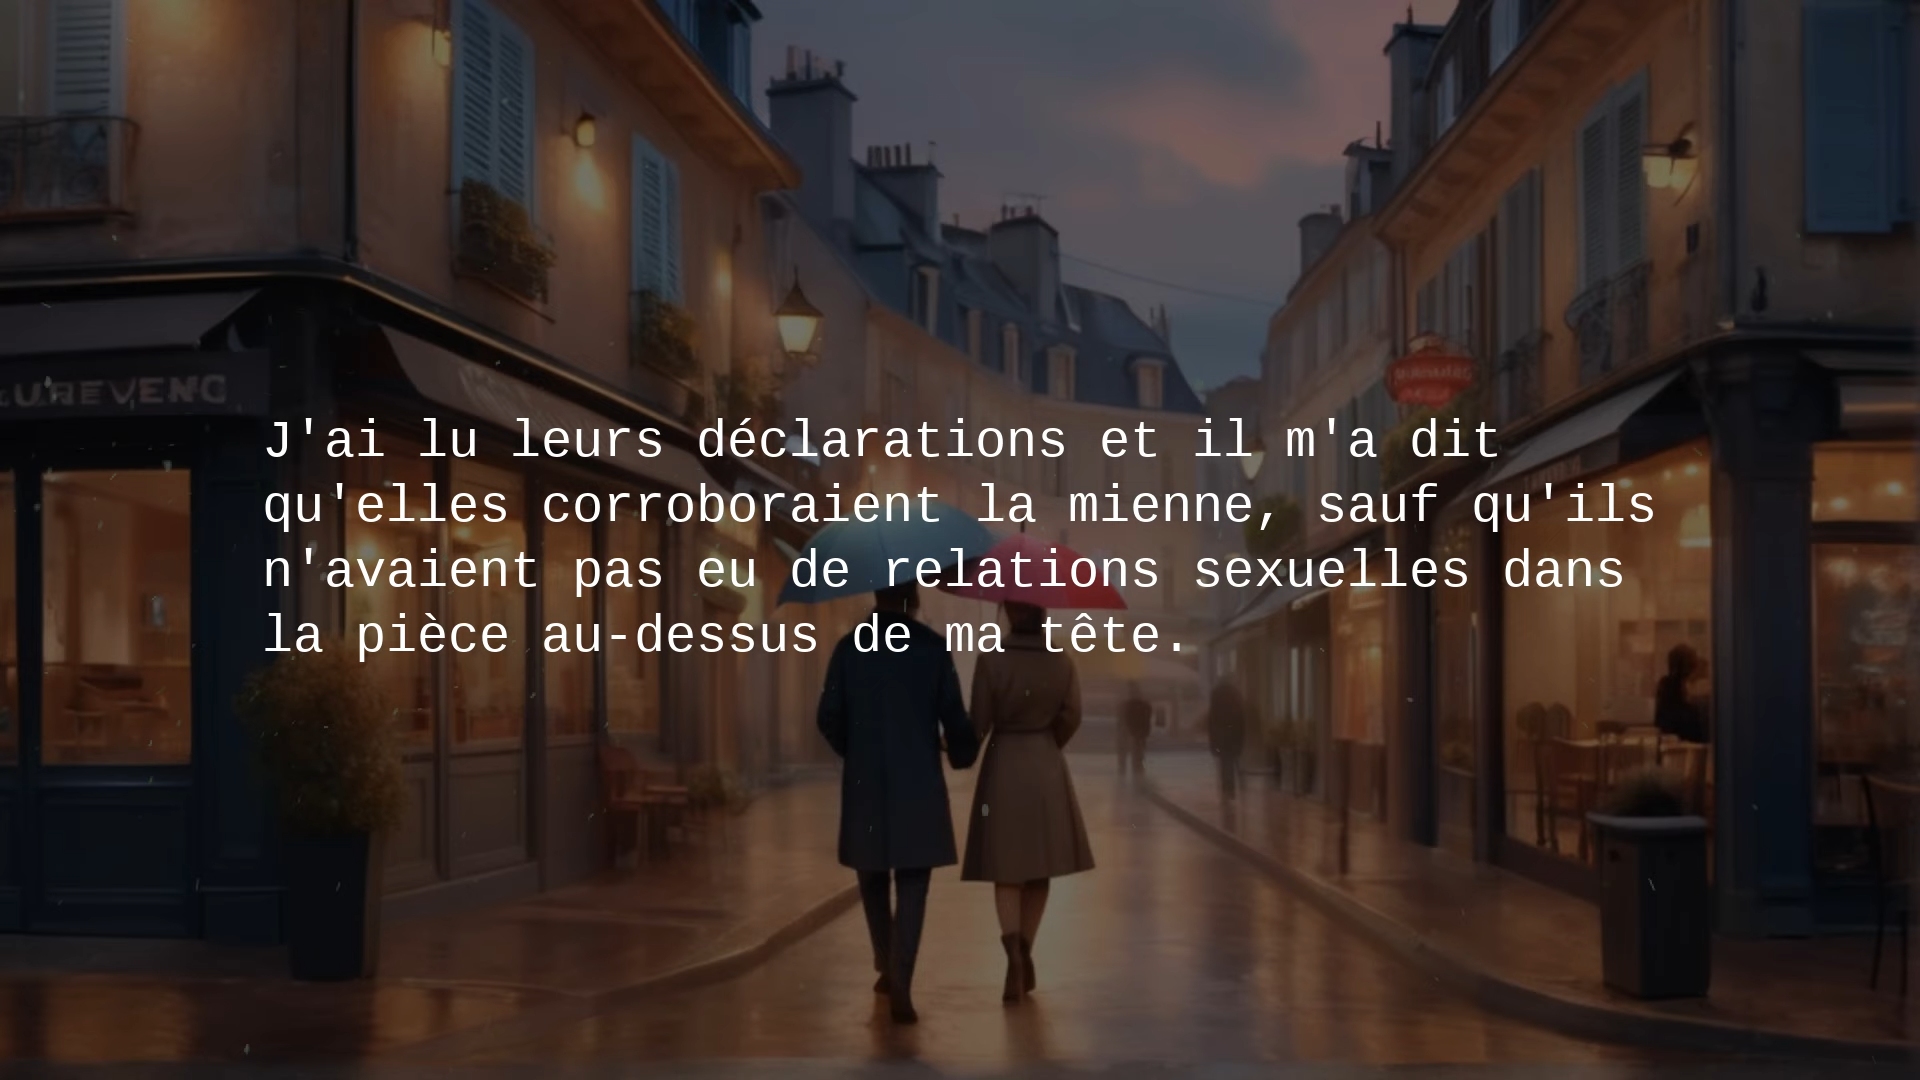 J'ai lu leurs déclarations et il m'a dit
qu'elles corroboraient la mienne, sauf qu'ils
n'avaient pas eu de relations sexuelles dans
la pièce au-dessus de ma tête.